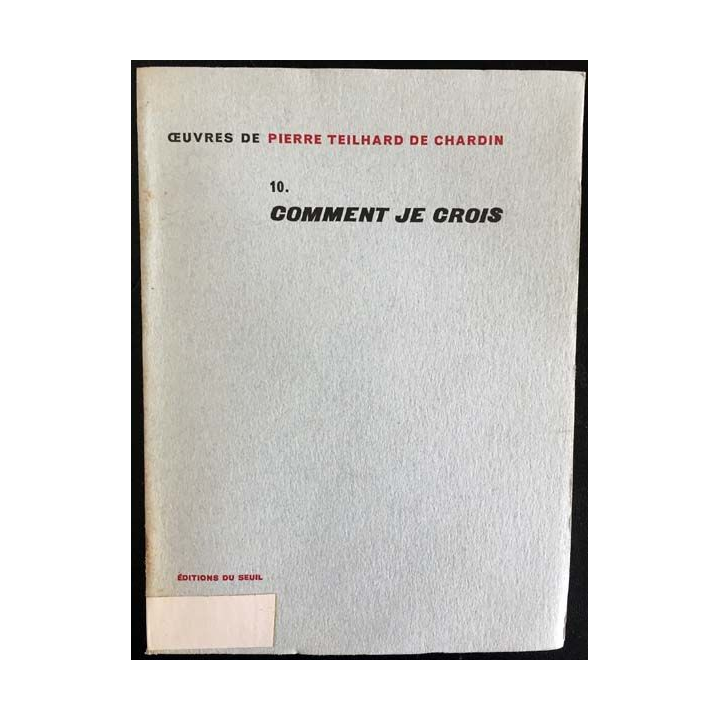 ŒUVRES DE PIERRE TEILHARD DE CHARDIN
10.
COMMENT JE CROIS
ÉDITIONS DU SEUIL